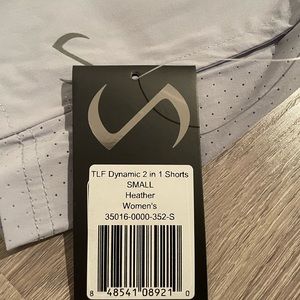 TLF Dynamic 2 in 1 Shorts
SMALL
Heather
Women's
35016-0000-352-S
8 48541 08921 0